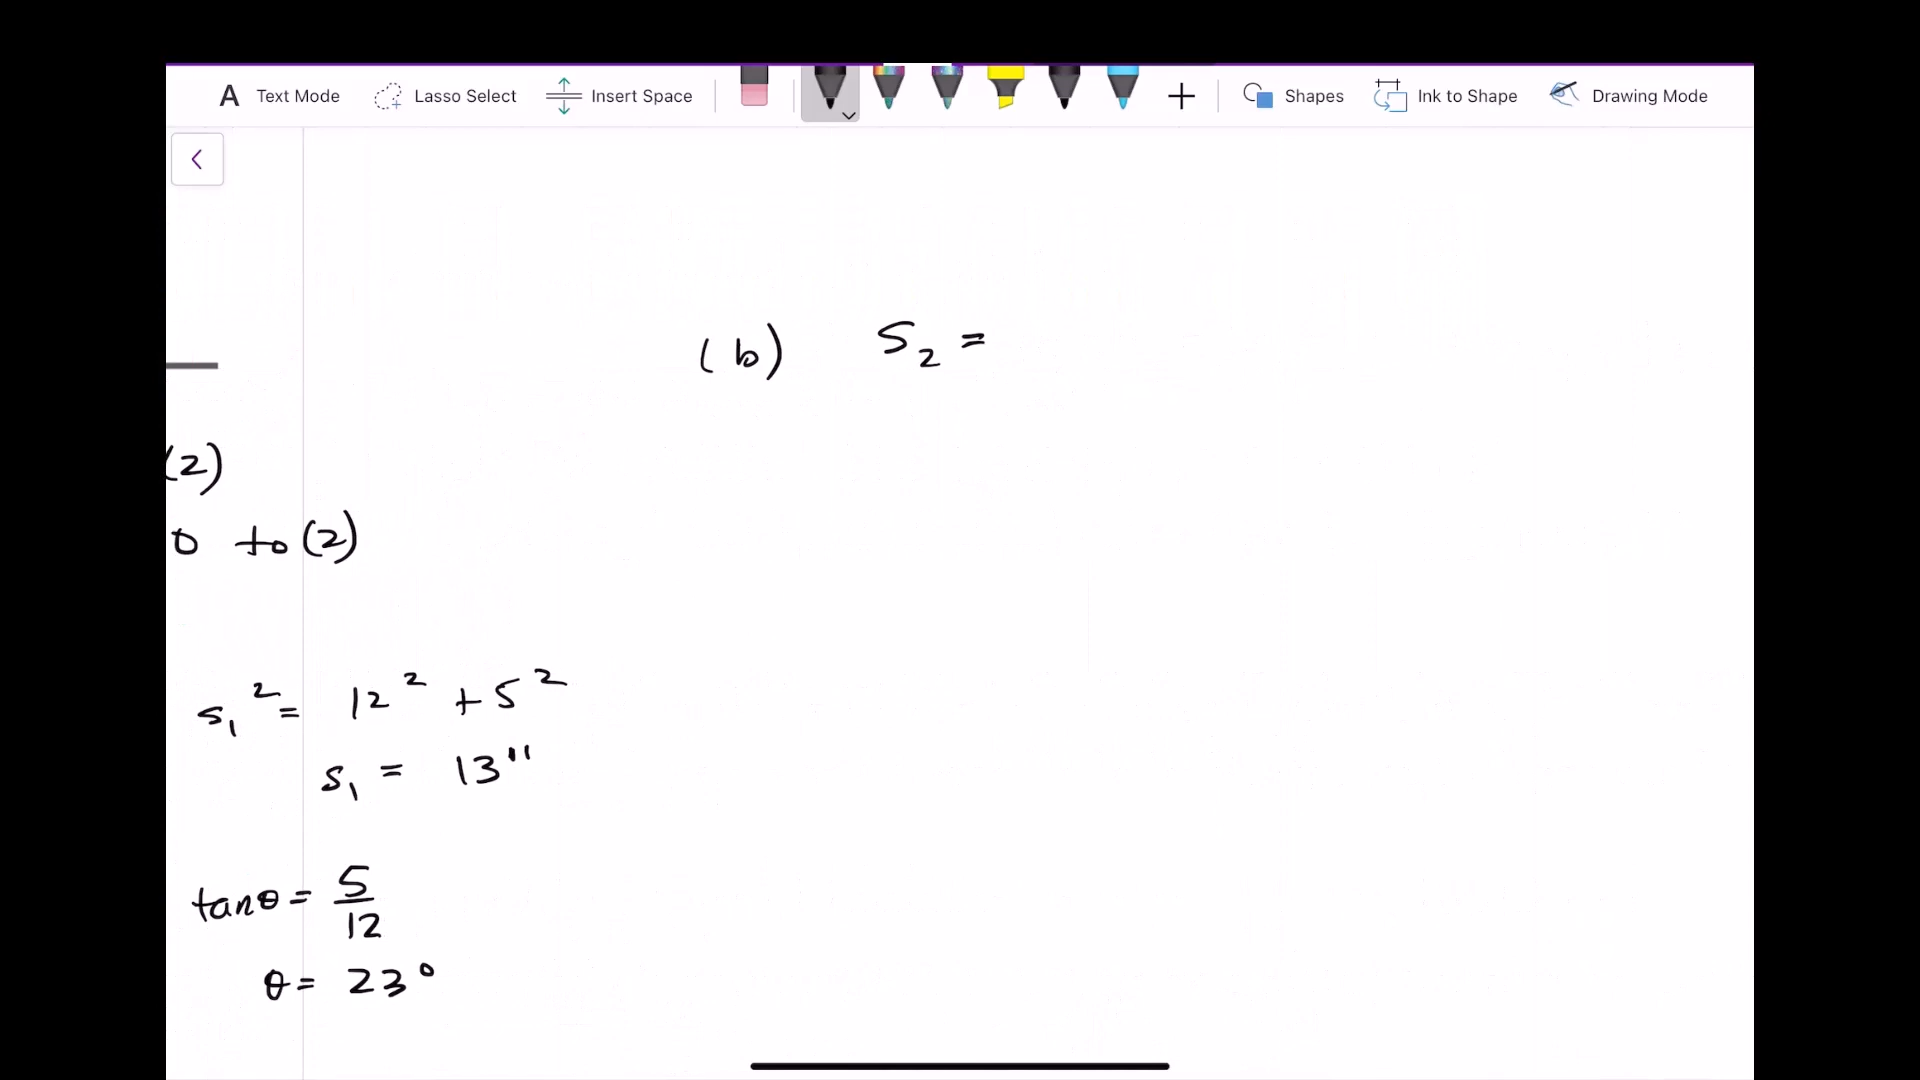 A Text Mode Lasso Select Insert Space Shapes Ink to Shape Drawing Mode
(b) S₂ =
(2)
0 to (2)
s₁² = 12² + 5²
s₁ = 13"
tanθ = 5/12
θ = 23°